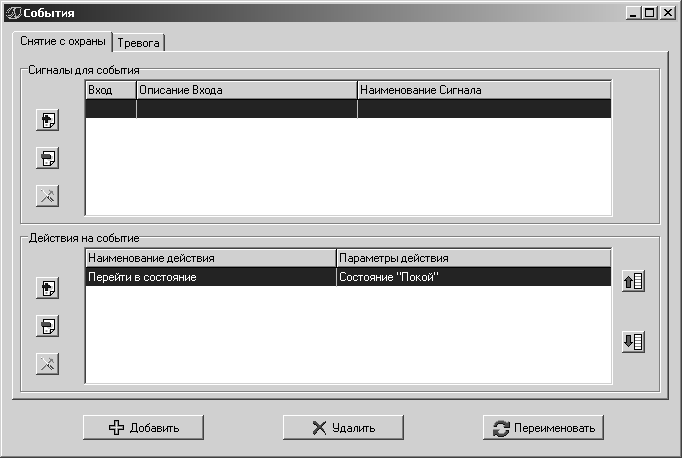 События
Снятие с охраны Тревога
Сигналы для события
Вход Описание Входа Наименование Сигнала
Действия на событие
Наименование действия Параметры действия
Перейти в состояние Состояние "Покой"
Добавить Удалить Переименовать